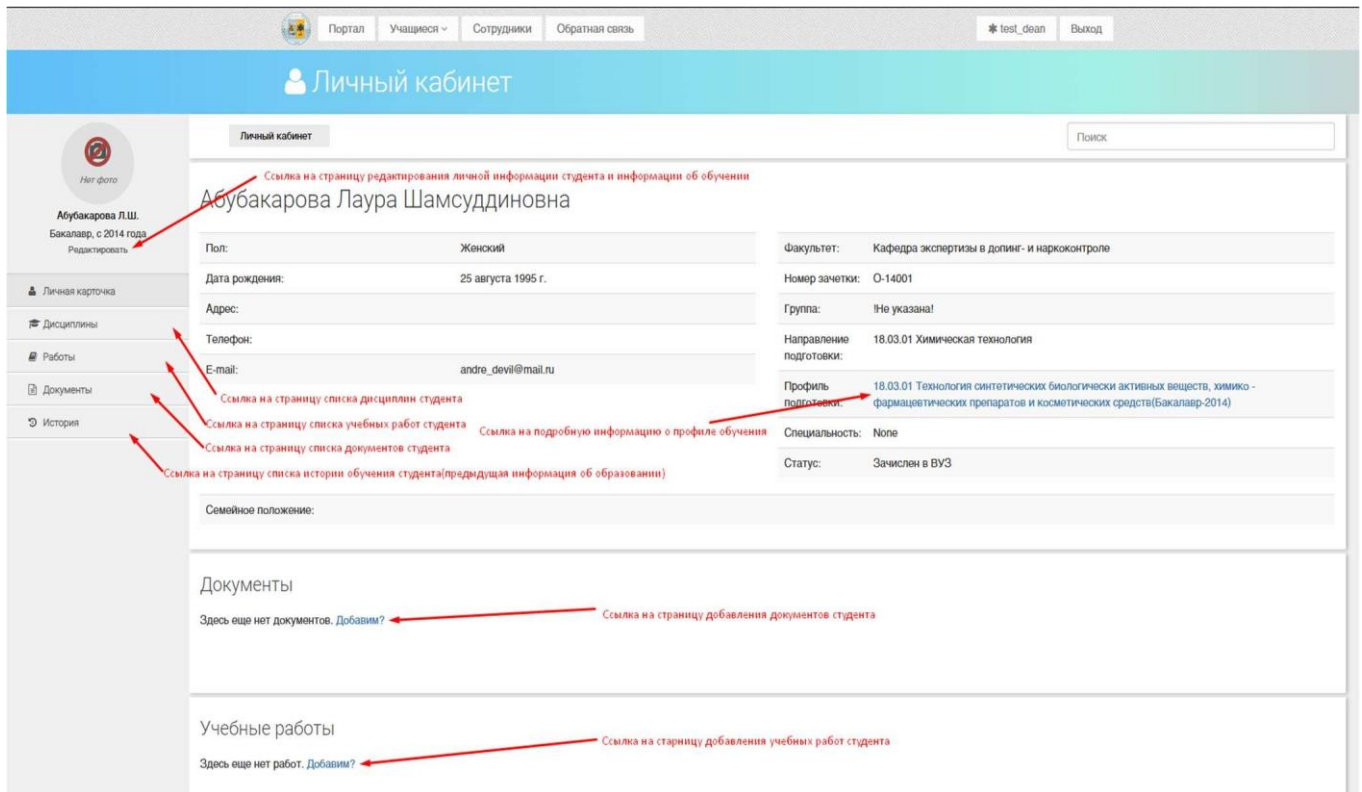 Портал Учащиеся Сотрудники Обратная связь test_dean Выход
Личный кабинет
Нет фото
Абубакарова Л.Ш.
Бакалавр, с 2014 года
Редактировать
Личная карточка
Дисциплины
Работы
Документы
История
Личный кабинет
Поиск
Ссылка на страницу редактирования личной информации студента и информации об обучении
Абубакарова Лаура Шамсуддиновна
Пол: Женский
Дата рождения: 25 августа 1995 г.
Адрес:
Телефон:
E-mail: andre_devil@mail.ru
Ссылка на страницу списка дисциплин студента
Ссылка на страницу списка учебных работ студента
Ссылка на страницу списка документов студента
Ссылка на страницу списка истории обучения студента(предыдущая информация об образовании)
Факультет: Кафедра экспертизы в допинг- и наркоконтроле
Номер зачетки: О-14001
Группа: !Не указана!
Направление подготовки: 18.03.01 Химическая технология
Профиль подготовки: 18.03.01 Технология синтетических биологически активных веществ, химико -
фармацевтических препаратов и косметических средств(Бакалавр-2014)
Ссылка на подробную информацию о профиле обучения
Специальность: None
Статус: Зачислен в ВУЗ
Семейное положение:
Документы
Здесь еще нет документов. Добавим?
Ссылка на страницу добавления документов студента
Учебные работы
Ссылка на старницу добавления учебных работ студента
Здесь еще нет работ. Добавим?